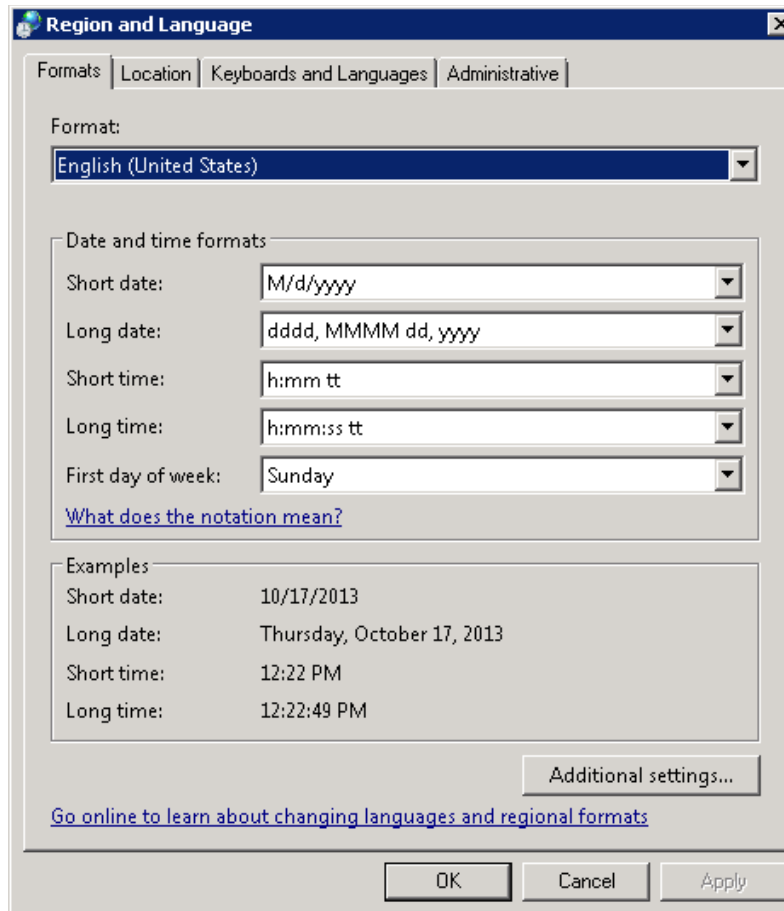 Region and Language
Formats Location Keyboards and Languages Administrative
Format:
English (United States)
Date and time formats
Short date: M/d/yyyy
Long date: dddd, MMMM dd, yyyy
Short time: h:mm tt
Long time: h:mm:ss tt
First day of week: Sunday
What does the notation mean?
Examples
Short date: 10/17/2013
Long date: Thursday, October 17, 2013
Short time: 12:22 PM
Long time: 12:22:49 PM
Additional settings...
Go online to learn about changing languages and regional formats
OK Cancel Apply